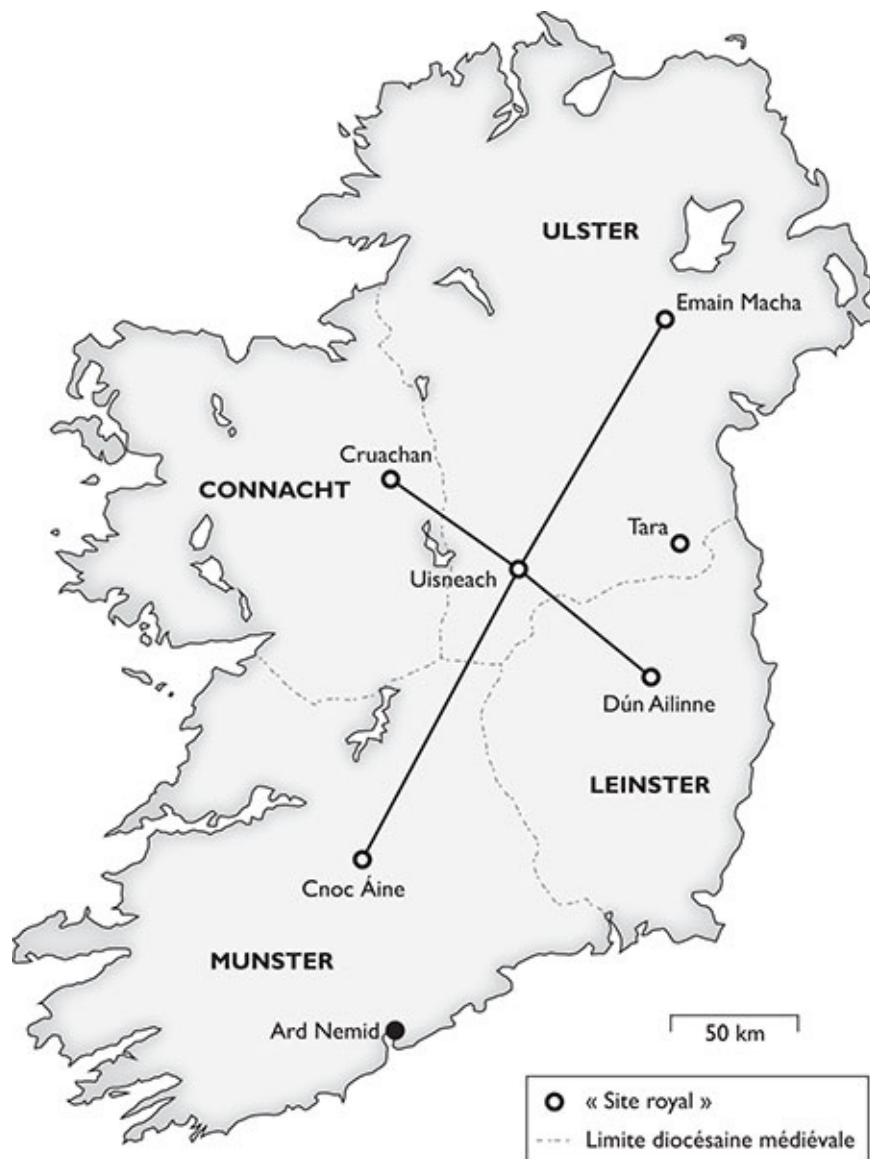 ULSTER
Emain Macha
Cruachan
CONNACHT
Tara
Uisneach
Dún Ailinne
LEINSTER
Cnoc Áine
MUNSTER
Ard Nemid
50 km
« Site royal »
Limite diocésaine médiévale